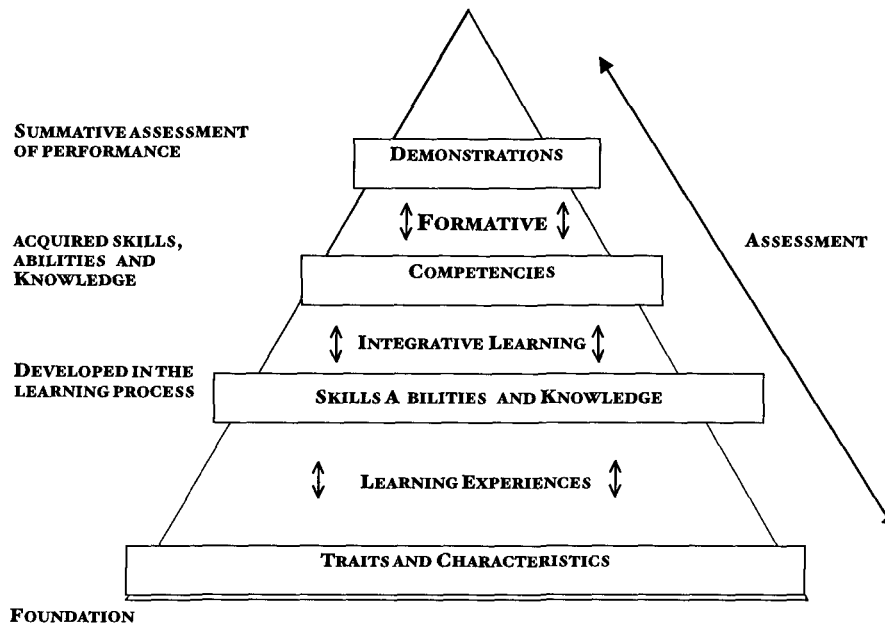 SUMMATIVE ASSESSMENT
OF PERFORMANCE
DEMONSTRATIONS
FORMATIVE
ACQUIRED SKILLS,
ABILITIES AND
KNOWLEDGE
COMPETENCIES
ASSESSMENT
INTEGRATIVE LEARNING
DEVELOPED IN THE
LEARNING PROCESS
SKILLS A BILITIES AND KNOWLEDGE
LEARNING EXPERIENCES
TRAITS AND CHARACTERISTICS
FOUNDATION